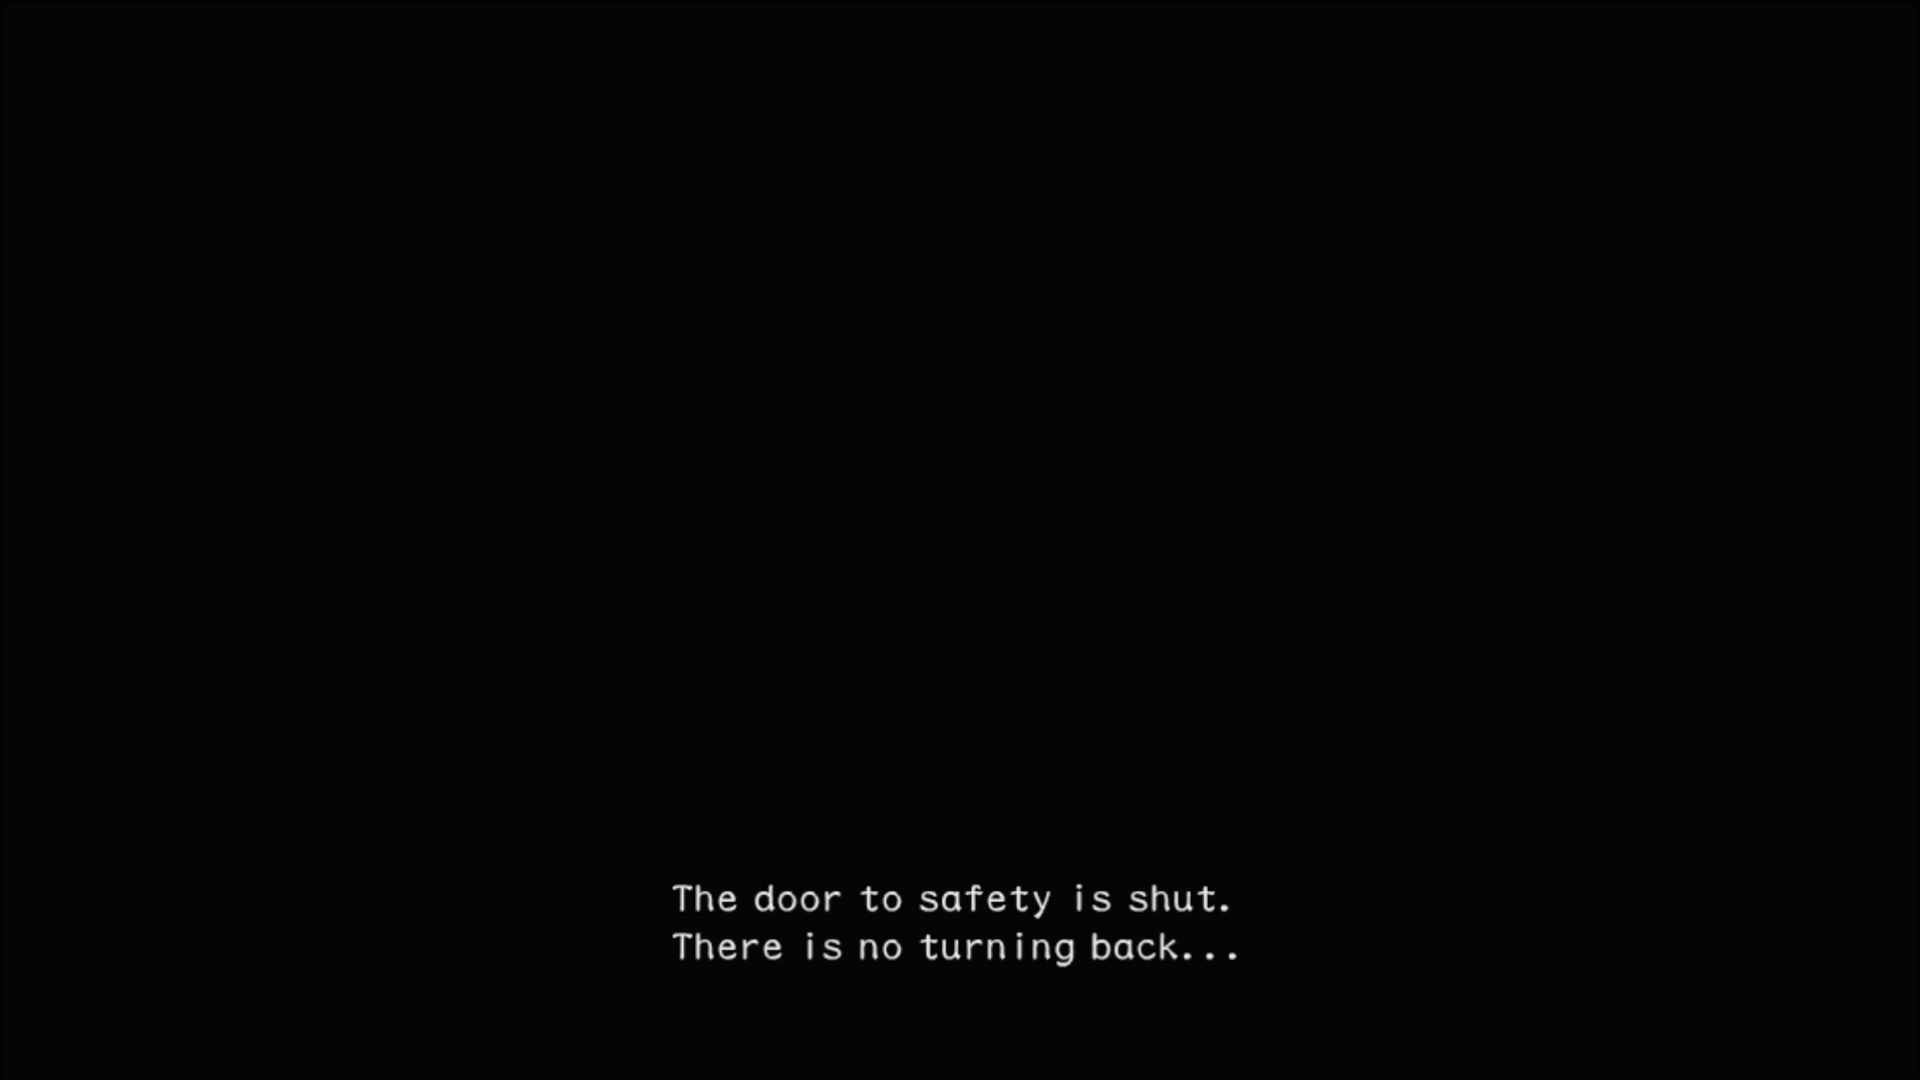 The door to safety is shut.
There is no turning back...